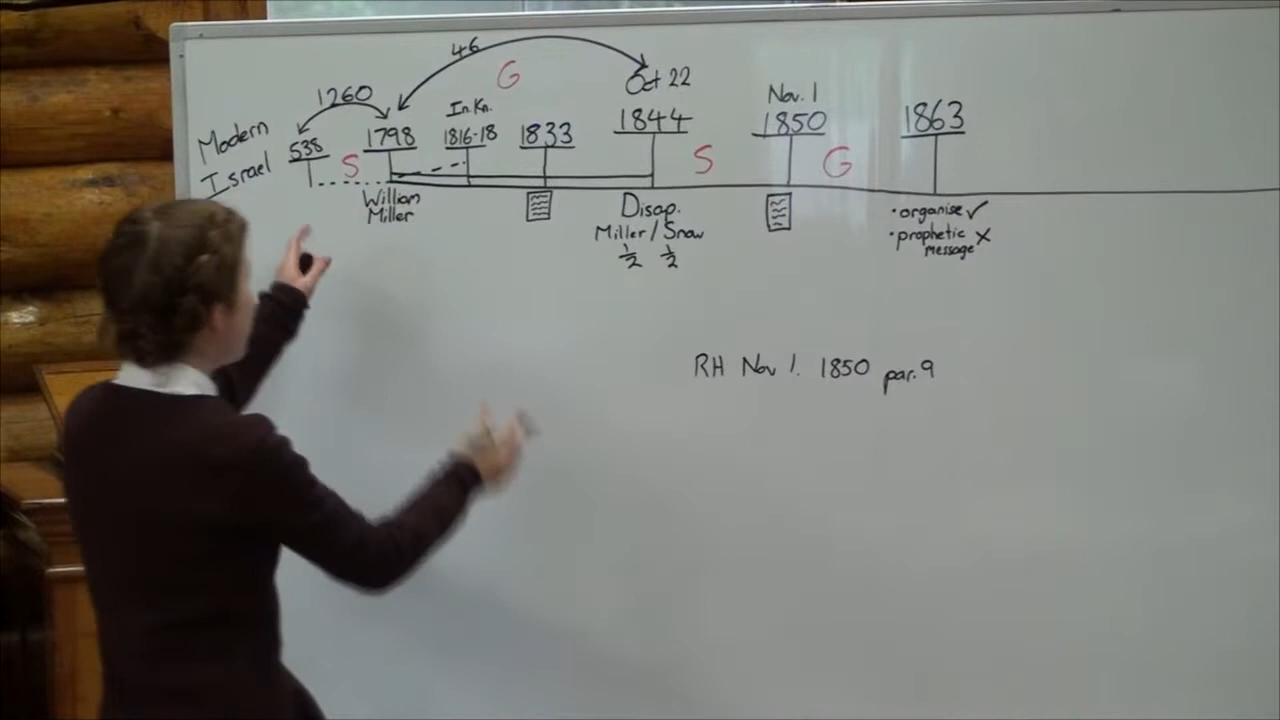 46
G
Oct 22
1260
In. Kn.
Nov. 1
Modern
Israel
538
S
1798
1816-18
1833
1844
S
1850
G
1863
William
Miller
Disap.
Miller / Snow
1/2 1/2
• organise ✓
• prophetic X
message
RH Nov 1. 1850 par. 9